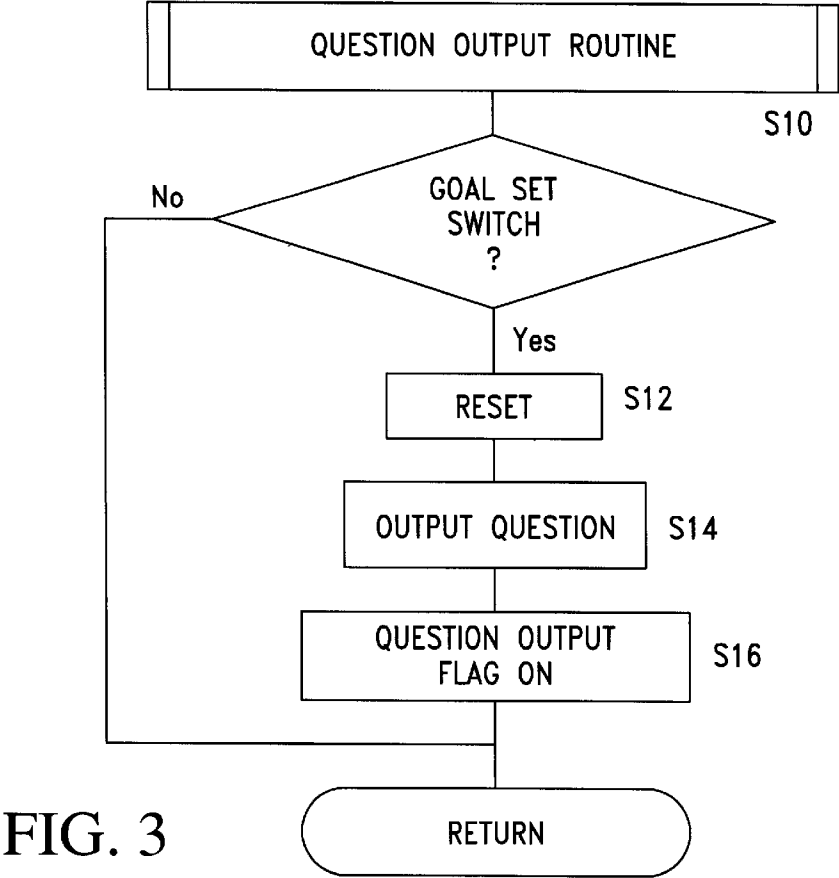 QUESTION OUTPUT ROUTINE
S10
GOAL SET
SWITCH
?
No
Yes
RESET
S12
OUTPUT QUESTION
S14
QUESTION OUTPUT
FLAG ON
S16
RETURN
FIG. 3